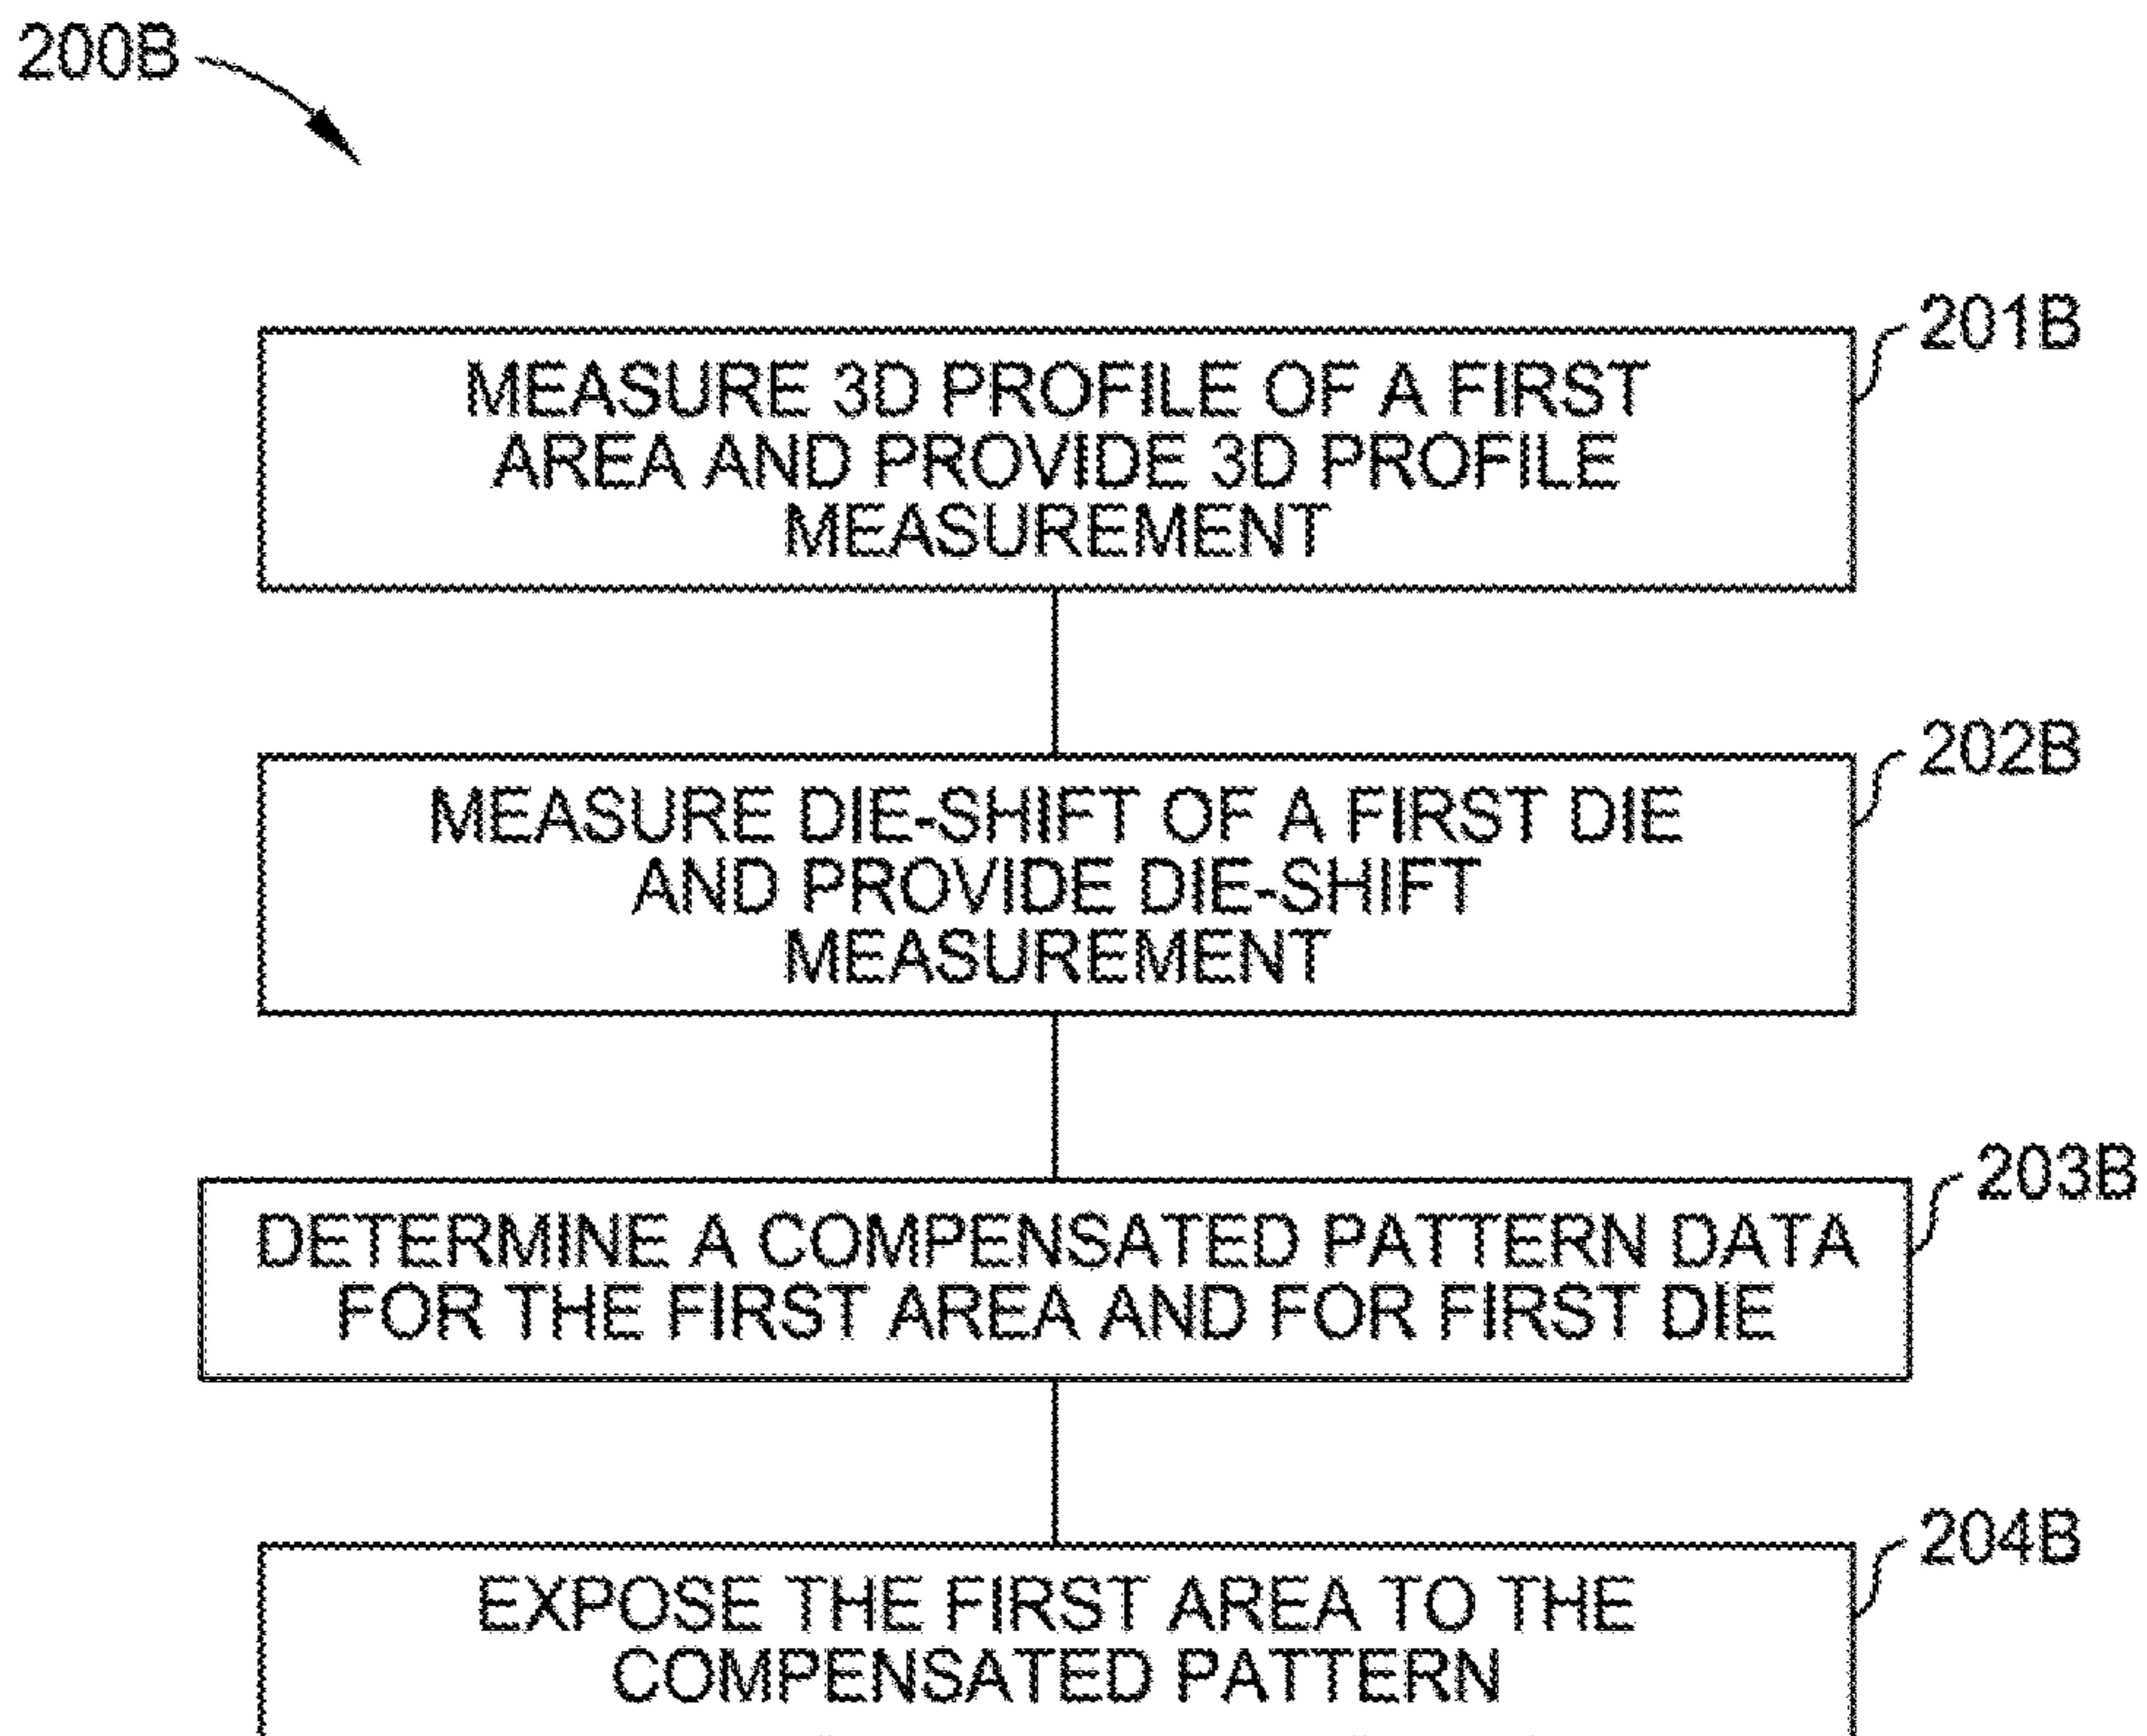 200B
201B
MEASURE 3D PROFILE OF A FIRST
AREA AND PROVIDE 3D PROFILE
MEASUREMENT
202B
MEASURE DIE-SHIFT OF A FIRST DIE
AND PROVIDE DIE-SHIFT
MEASUREMENT
203B
DETERMINE A COMPENSATED PATTERN DATA
FOR THE FIRST AREA AND FOR FIRST DIE
204B
EXPOSE THE FIRST AREA TO THE
COMPENSATED PATTERN